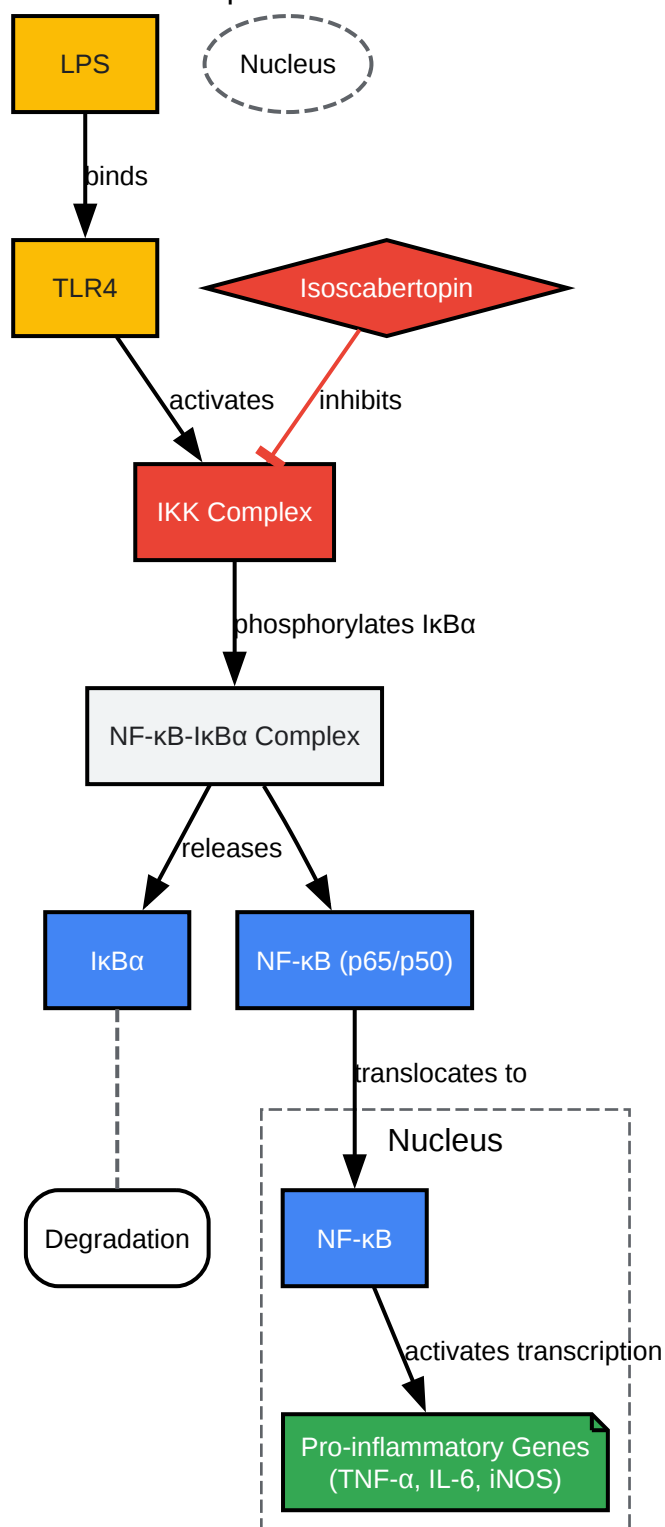 LPS
Nucleus
binds
TLR4
Isoscabertopin
activates
inhibits
IKK Complex
phosphorylates IκBα
NF-κB-IκBα Complex
releases
IκBα
NF-κB (p65/p50)
translocates to
Nucleus
Degradation
NF-κB
activates transcription
Pro-inflammatory Genes
(TNF-α, IL-6, iNOS)